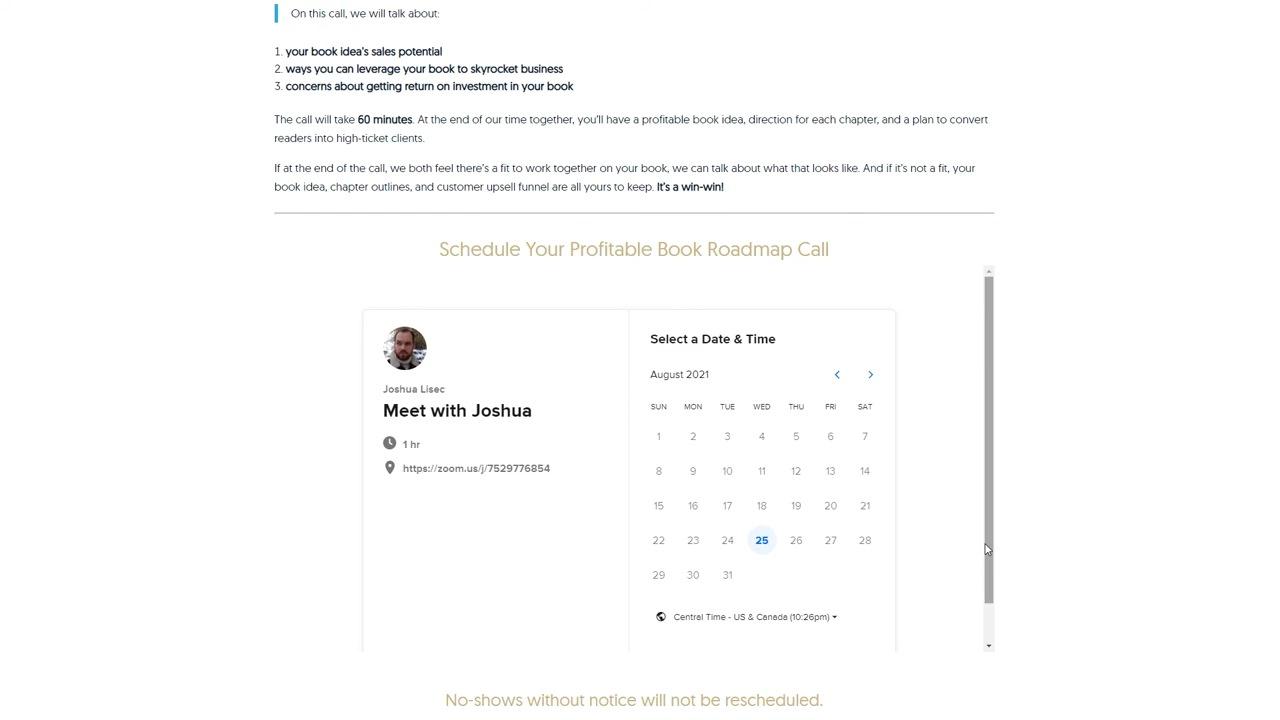 On this call, we will talk about:
1. your book idea's sales potential
2. ways you can leverage your book to skyrocket business
3. concerns about getting return on investment in your book
The call will take 60 minutes. At the end of our time together, you'll have a profitable book idea, direction for each chapter, and a plan to convert
readers into high-ticket clients.
If at the end of the call, we both feel there's a fit to work together on your book, we can talk about what that looks like. And if it's not a fit, your
book idea, chapter outlines, and customer upsell funnel are all yours to keep. It's a win-win!
Schedule Your Profitable Book Roadmap Call
Joshua Lisec
Meet with Joshua
1 hr
https://zoom.us/j/7529776854
Select a Date & Time
August 2021
SUN MON TUE WED THU FRI SAT
1 2 3 4 5 6 7
8 9 10 11 12 13 14
15 16 17 18 19 20 21
22 23 24 25 26 27 28
29 30 31
Central Time - US & Canada (10:26pm)
No-shows without notice will not be rescheduled.